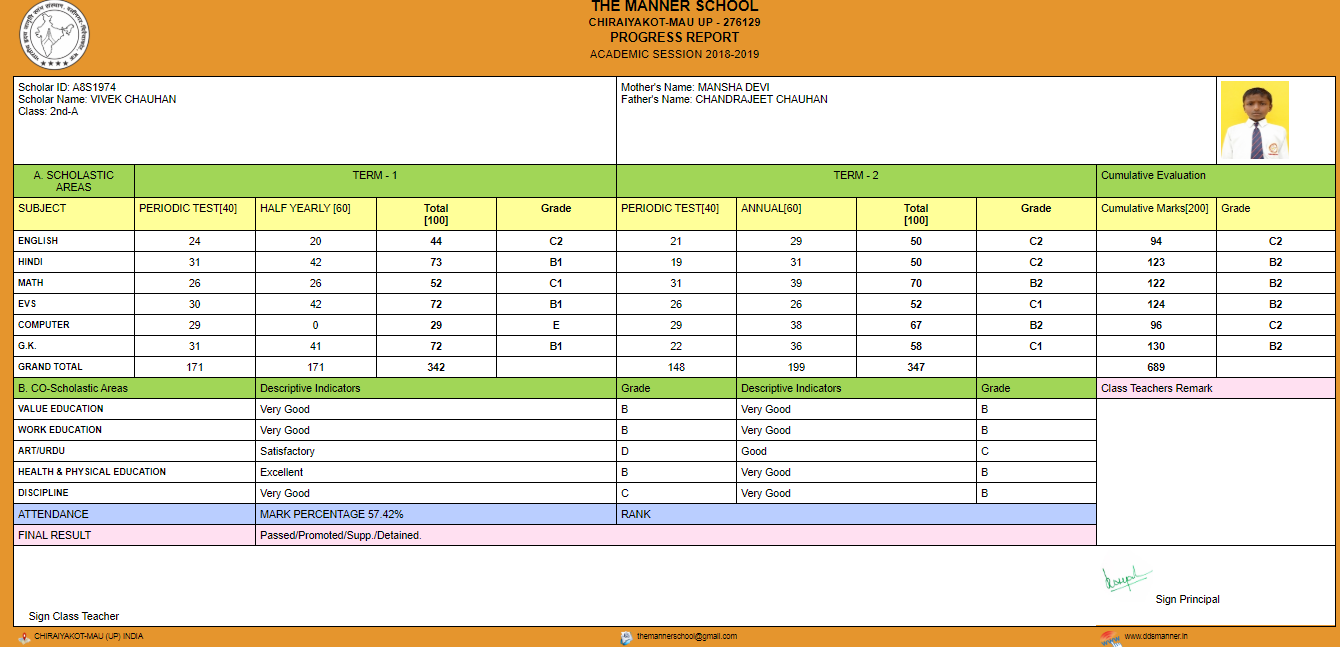 THE MANNER SCHOOL
CHIRAIYAKOT-MAU UP - 276129
PROGRESS REPORT
ACADEMIC SESSION 2018-2019
Scholar ID: A8S1974
Scholar Name: VIVEK CHAUHAN
Class: 2nd-A
Mother's Name: MANSHA DEVI
Father's Name: CHANDRAJEET CHAUHAN
A. SCHOLASTIC AREAS TERM - 1 TERM - 2 Cumulative Evaluation
SUBJECT PERIODIC TEST[40] HALF YEARLY [60] Total [100] Grade PERIODIC TEST[40] ANNUAL[60] Total [100] Grade Cumulative Marks[200] Grade
ENGLISH 24 20 44 C2 21 29 50 C2 94 C2
HINDI 31 42 73 B1 19 31 50 C2 123 B2
MATH 26 26 52 C1 31 39 70 B2 122 B2
EVS 30 42 72 B1 26 26 52 C1 124 B2
COMPUTER 29 0 29 E 29 38 67 B2 96 C2
G.K. 31 41 72 B1 22 36 58 C1 130 B2
GRAND TOTAL 171 171 342 148 199 347 689
B. CO-Scholastic Areas Descriptive Indicators Grade Descriptive Indicators Grade Class Teachers Remark
VALUE EDUCATION Very Good B Very Good B
WORK EDUCATION Very Good B Very Good B
ART/URDU Satisfactory D Good C
HEALTH & PHYSICAL EDUCATION Excellent B Very Good B
DISCIPLINE Very Good C Very Good B
ATTENDANCE MARK PERCENTAGE 57.42% RANK
FINAL RESULT Passed/Promoted/Supp./Detained.
Sign Principal
Sign Class Teacher
CHIRAIYAKOT-MAU (UP) INDIA themannerschool@gmail.com www.ddsmanner.in